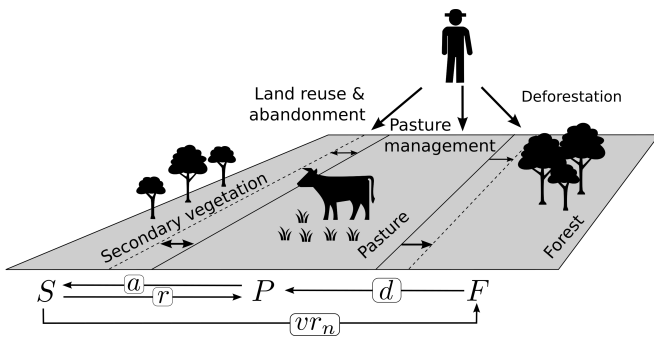 Land reuse &
abandonment
Pasture
management
Deforestation
Secondary vegetation
Pasture
Forest
S a r P d F
vr_n